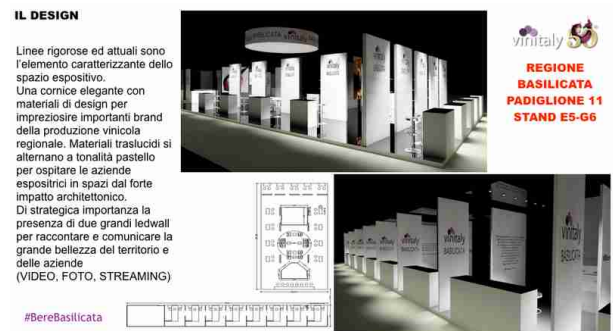 IL DESIGN
Linee rigorose ed attuali sono
l'elemento caratterizzante dello
spazio espositivo.
Una cornice elegante con
materiali di design per
impreziosire importanti brand
della produzione vinicola
regionale. Materiali traslucidi si
alternano a tonalità pastello
per ospitare le aziende
espositrici in spazi dal forte
impatto architettonico.
Di strategica importanza la
presenza di due grandi ledwall
per raccontare e comunicare la
grande bellezza del territorio e
delle aziende
(VIDEO, FOTO, STREAMING)
#BereBasilicata
BASILICATA
vinitaly 50
REGIONE
BASILICATA
PADIGLIONE 11
STAND E5-G6
vinitaly
BASILICATA
vinitaly
BASILICATA